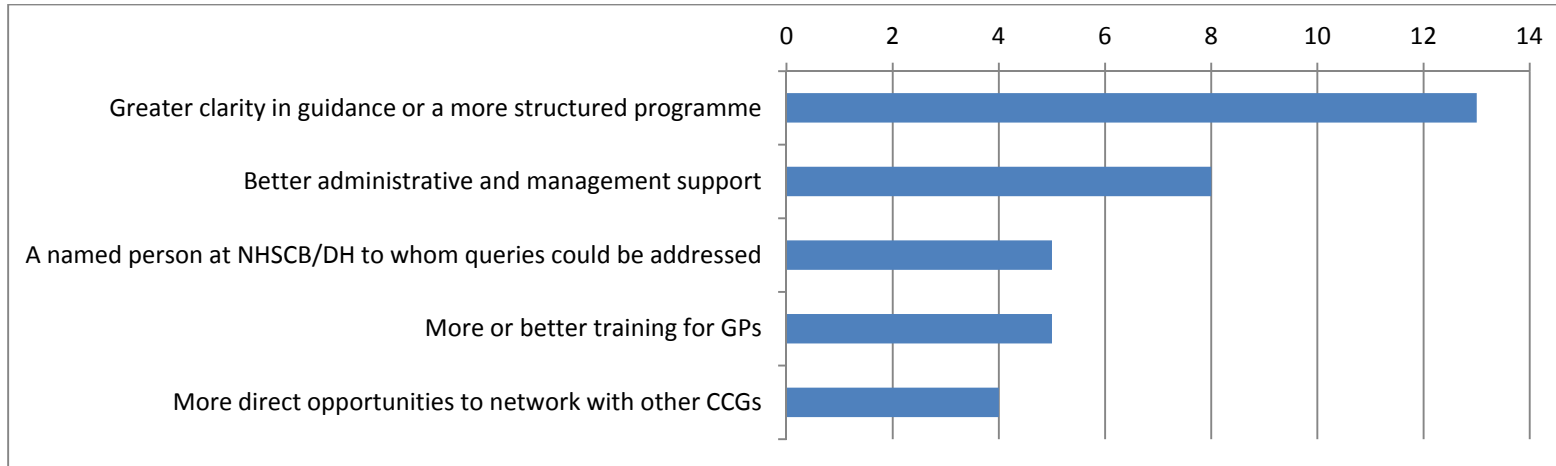 0 2 4 6 8 10 12 14
Greater clarity in guidance or a more structured programme
Better administrative and management support
A named person at NHSCB/DH to whom queries could be addressed
More or better training for GPs
More direct opportunities to network with other CCGs